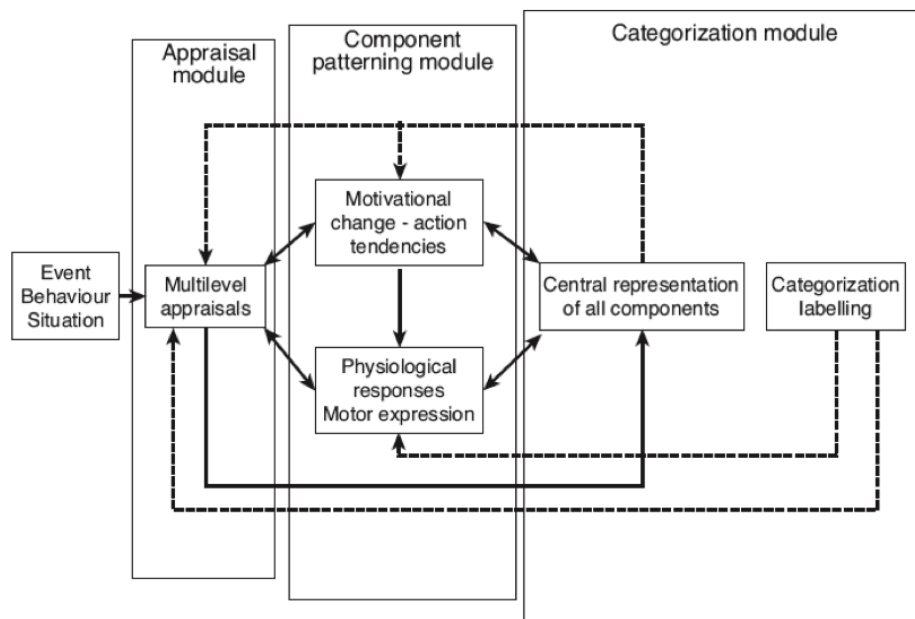 Appraisal
module
Component
patterning module
Categorization module
Event
Behaviour
Situation
Multilevel
appraisals
Motivational
change - action
tendencies
Physiological
responses
Motor expression
Central representation
of all components
Categorization
labelling